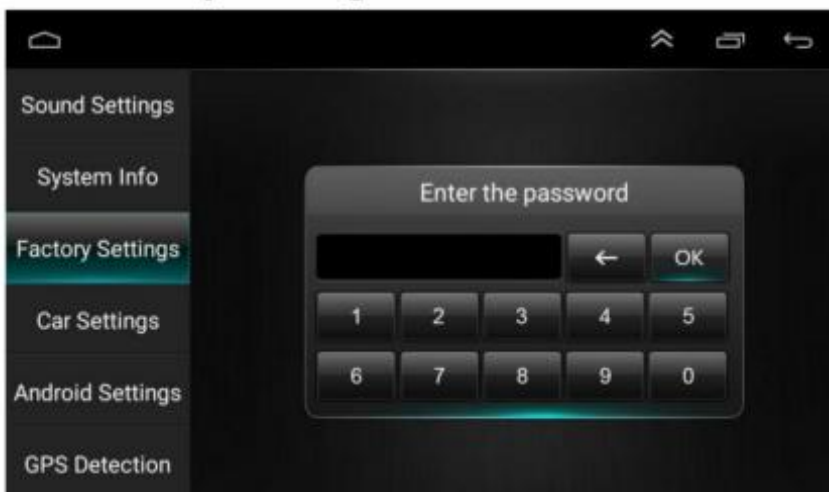 Sound Settings
System Info
Factory Settings
Car Settings
Android Settings
GPS Detection
Enter the password
← OK
1 2 3 4 5
6 7 8 9 0